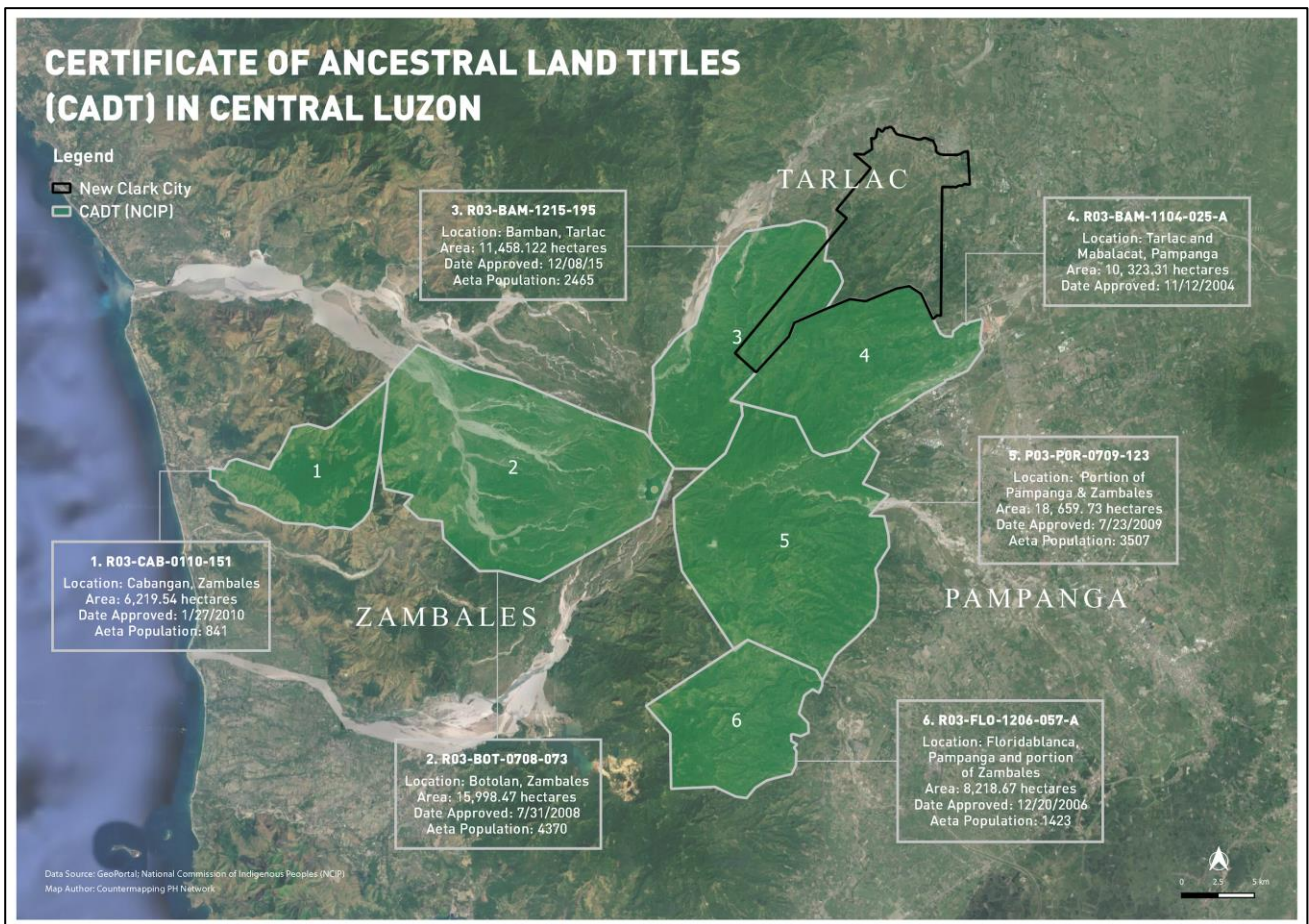 CERTIFICATE OF ANCESTRAL LAND TITLES
(CADT) IN CENTRAL LUZON
Legend
New Clark City
CADT (NCIP)
TARLAC
3. R03-BAM-1215-195
Location: Bamban, Tarlac
Area: 11,458.122 hectares
Date Approved: 12/08/15
Aeta Population: 2465
4. R03-BAM-1104-025-A
Location: Tarlac and
Mabalacat, Pampanga
Area: 10, 323.31 hectares
Date Approved: 11/12/2004
3
4
1
2
5
6
5. P03-POR-0709-123
Location: Portion of
Pampanga & Zambales
Area: 18, 659. 73 hectares
Date Approved: 7/23/2009
Aeta Population: 3507
1. R03-CAB-0110-151
Location: Cabangan, Zambales
Area: 6,219.54 hectares
Date Approved: 1/27/2010
Aeta Population: 841
ZAMBALES
PAMPANGA
2. R03-BOT-0708-073
Location: Botolan, Zambales
Area: 15,998.47 hectares
Date Approved: 7/31/2008
Aeta Population: 4370
6. R03-FLO-1206-057-A
Location: Floridablanca,
Pampanga and portion
of Zambales
Area: 8,218.67 hectares
Date Approved: 12/20/2006
Aeta Population: 1423
Data Source: GeoPortal; National Commission of Indigenous Peoples (NCIP)
Map Author: Countermapping PH Network
0 2.5 5 km